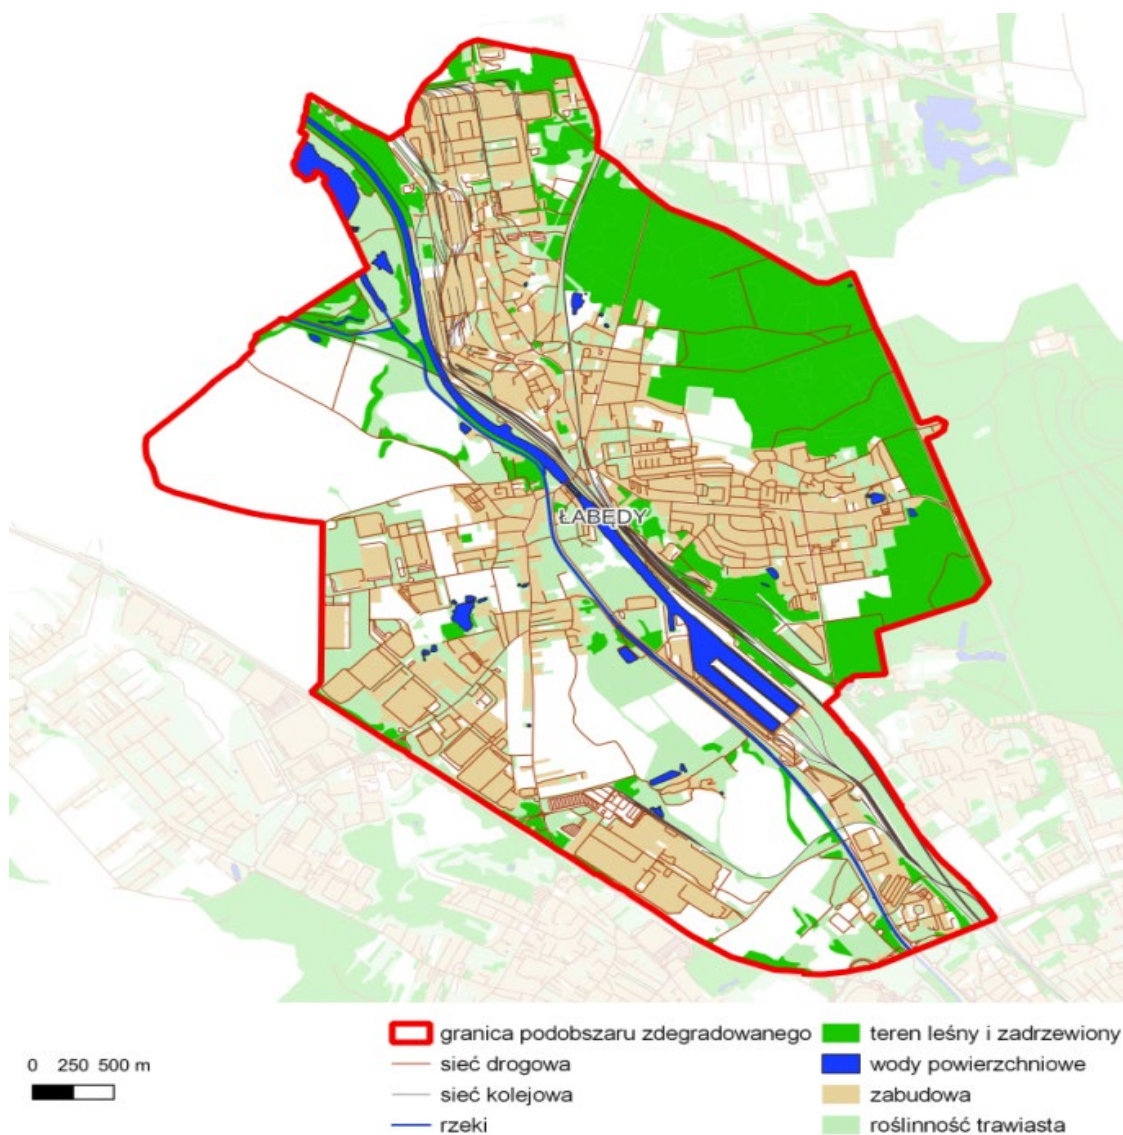 ŁABĘDY
granica podobszaru zdegradowanego
teren leśny i zadrzewiony
0 250 500 m
sieć drogowa
wody powierzchniowe
sieć kolejowa
zabudowa
rzeki
roślinność trawiasta